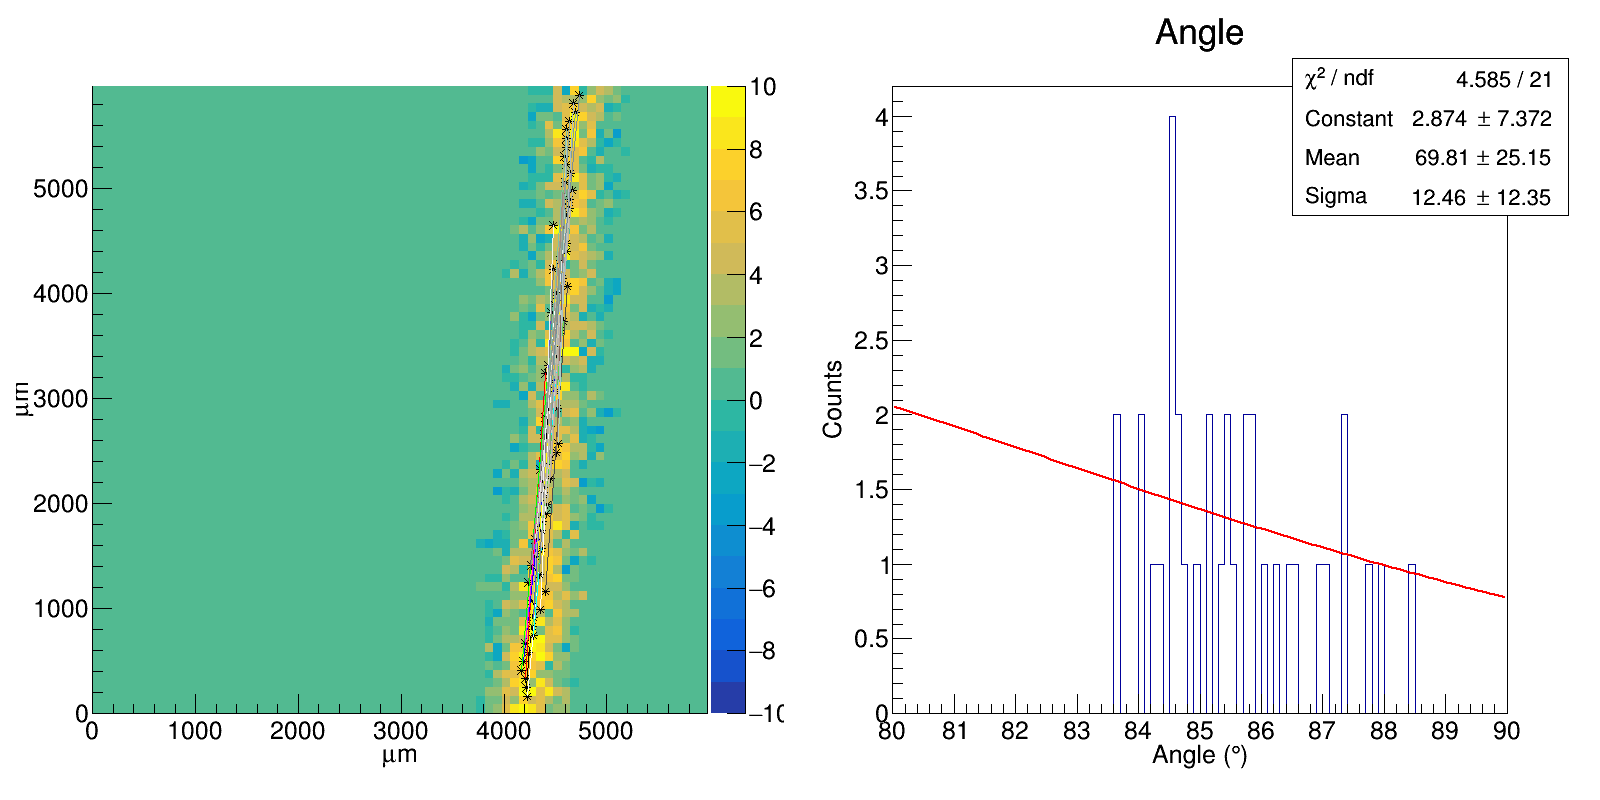 Angle
χ² / ndf 4.585 / 21
Constant 2.874 ± 7.372
Mean 69.81 ± 25.15
Sigma 12.46 ± 12.35
5000
4000
3000
2000
1000
0
μm
0 1000 2000 3000 4000 5000
μm
10
8
6
4
2
0
−2
−4
−6
−8
−10
4
3.5
3
2.5
2
1.5
1
0.5
0
Counts
80 81 82 83 84 85 86 87 88 89 90
Angle (°)